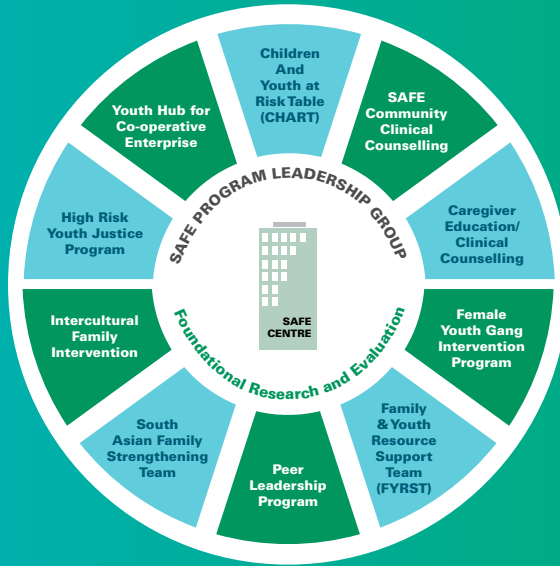 Children
And
Youth at
Risk Table
(CHART)
SAFE
Community
Clinical
Counselling
Caregiver
Education/
Clinical
Counselling
Female
Youth Gang
Intervention
Program
Family
& Youth
Resource
Support
Team
(FYRST)
Peer
Leadership
Program
South
Asian Family
Strengthening
Team
Intercultural
Family
Intervention
High Risk
Youth Justice
Program
Youth Hub for
Co-operative
Enterprise
SAFE PROGRAM LEADERSHIP GROUP
SAFE
CENTRE
Foundational Research and Evaluation